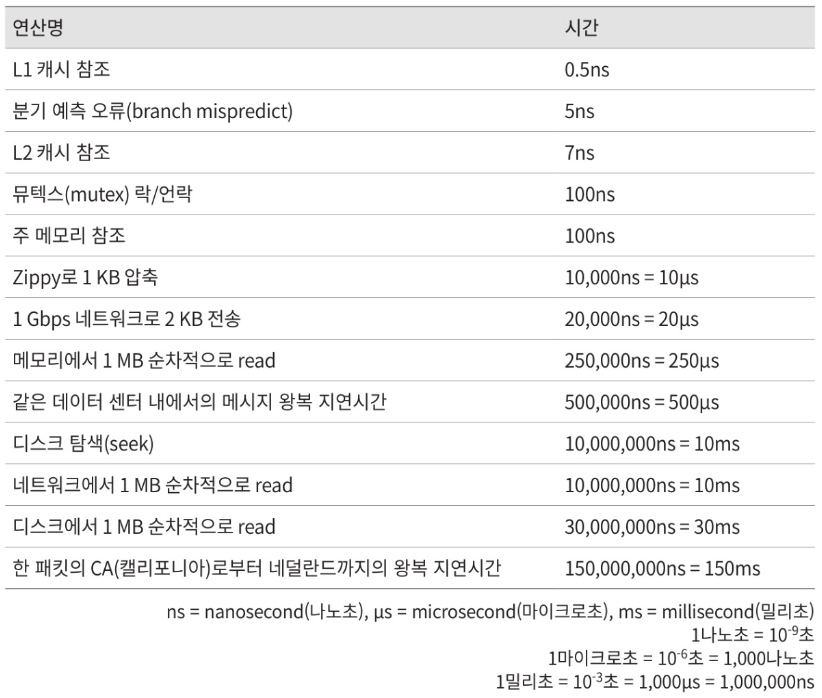 연산명 시간
L1 캐시 참조 0.5ns
분기 예측 오류(branch mispredict) 5ns
L2 캐시 참조 7ns
뮤텍스(mutex) 락/언락 100ns
주 메모리 참조 100ns
Zippy로 1 KB 압축 10,000ns = 10μs
1 Gbps 네트워크로 2 KB 전송 20,000ns = 20μs
메모리에서 1 MB 순차적으로 read 250,000ns = 250μs
같은 데이터 센터 내에서의 메시지 왕복 지연시간 500,000ns = 500μs
디스크 탐색(seek) 10,000,000ns = 10ms
네트워크에서 1 MB 순차적으로 read 10,000,000ns = 10ms
디스크에서 1 MB 순차적으로 read 30,000,000ns = 30ms
한 패킷의 CA(캘리포니아)로부터 네덜란드까지의 왕복 지연시간 150,000,000ns = 150ms
ns = nanosecond(나노초), μs = microsecond(마이크로초), ms = millisecond(밀리초)
1나노초 = 10⁻⁹초
1마이크로초 = 10⁻⁶초 = 1,000나노초
1밀리초 = 10⁻³초 = 1,000μs = 1,000,000ns